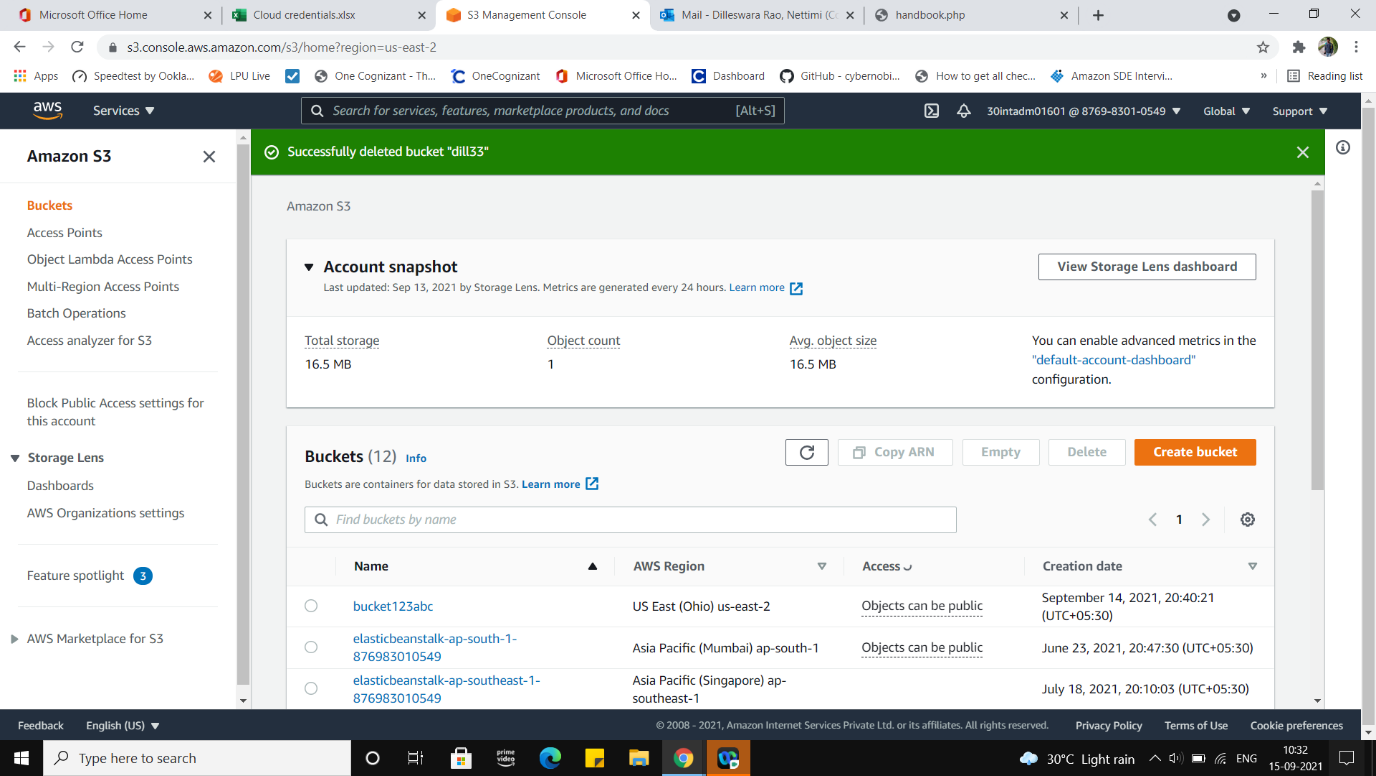 Microsoft Office Home
Cloud credentials.xlsx
S3 Management Console
Mail - Dilleswara Rao, Nettimi (C
handbook.php
s3.console.aws.amazon.com/s3/home?region=us-east-2
Apps
Speedtest by Ookla...
LPU Live
One Cognizant - Th...
OneCognizant
Microsoft Office Ho...
Dashboard
GitHub - cybernobi...
How to get all chec...
Amazon SDE Intervi...
»
Reading list
aws
Services
Search for services, features, marketplace products, and docs
[Alt+S]
30intadm01601 @ 8769-8301-0549
Global
Support
Amazon S3
Buckets
Access Points
Object Lambda Access Points
Multi-Region Access Points
Batch Operations
Access analyzer for S3
Block Public Access settings for
this account
Storage Lens
Dashboards
AWS Organizations settings
Feature spotlight 3
AWS Marketplace for S3
Successfully deleted bucket "dill33"
Amazon S3
Account snapshot
View Storage Lens dashboard
Last updated: Sep 13, 2021 by Storage Lens. Metrics are generated every 24 hours. Learn more
Total storage
16.5 MB
Object count
1
Avg. object size
16.5 MB
You can enable advanced metrics in the
"default-account-dashboard"
configuration.
Buckets (12) Info
Copy ARN
Empty
Delete
Create bucket
Buckets are containers for data stored in S3. Learn more
Find buckets by name
1
Name
AWS Region
Access
Creation date
bucket123abc
US East (Ohio) us-east-2
Objects can be public
September 14, 2021, 20:40:21
(UTC+05:30)
elasticbeanstalk-ap-south-1-
876983010549
Asia Pacific (Mumbai) ap-south-1
Objects can be public
June 23, 2021, 20:47:30 (UTC+05:30)
elasticbeanstalk-ap-southeast-1-
876983010549
Asia Pacific (Singapore) ap-
southeast-1
July 18, 2021, 20:10:03 (UTC+05:30)
Feedback
English (US)
© 2008 - 2021, Amazon Internet Services Private Ltd. or its affiliates. All rights reserved.
Privacy Policy
Terms of Use
Cookie preferences
Type here to search
prime
video
30°C Light rain
ENG
10:32
15-09-2021